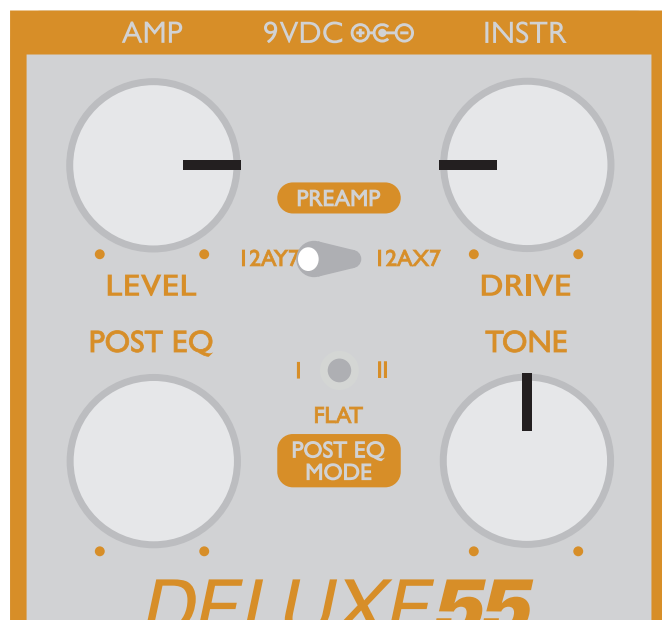 AMP 9VDC INSTR
PREAMP
12AY7 12AX7
LEVEL DRIVE
POST EQ TONE
I II
FLAT
POST EQ
MODE
DELUXE55